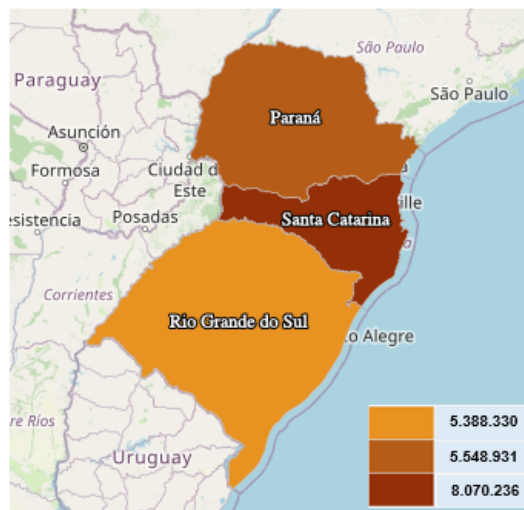 São Paulo
Paraguay
São Paulo
Paraná
Asunción
Ciudad d
Este
Formosa
esistencia
Posadas
Santa Catarina
ille
a
Corrientes
Rio Grande do Sul
o Alegre
re Ríos
Uruguay
5.388.330
5.548.931
8.070.236